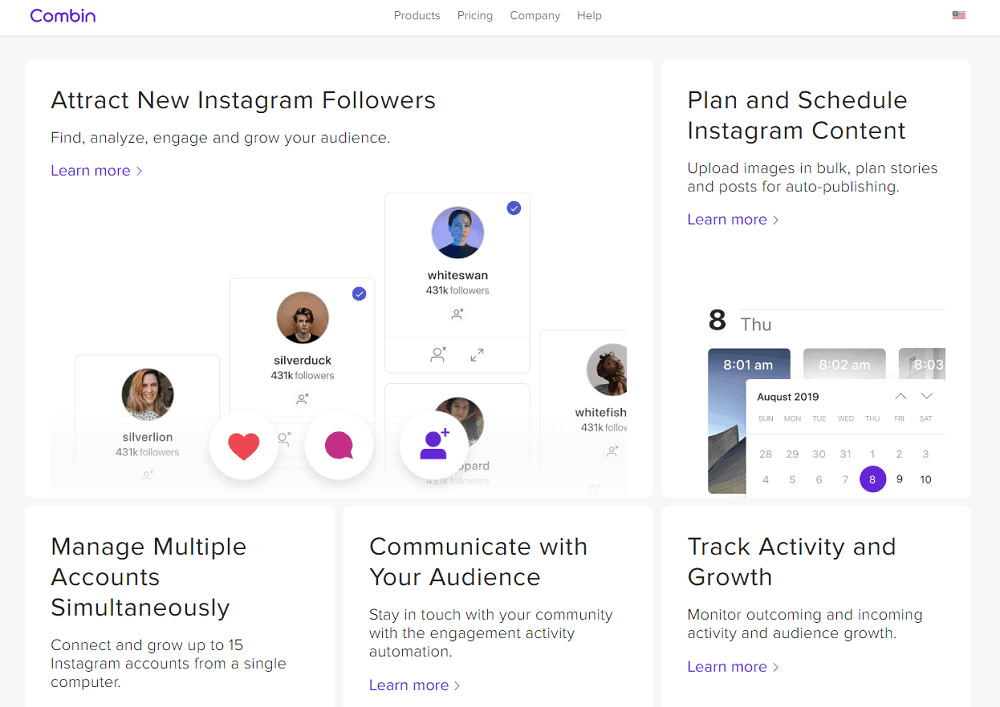 Combin
Products Pricing Company Help
Attract New Instagram Followers
Find, analyze, engage and grow your audience.
Learn more >
whiteswan
431k followers
silverduck
431k followers
silverlion
431k followers
whitefish
431k follow
pard
431k followers
Plan and Schedule
Instagram Content
Upload images in bulk, plan stories
and posts for auto-publishing.
Learn more >
8 Thu
8:01 am 8:02 am 8:03
Auqust 2019
SUN MON TUE WED THU FRI SAT
28 29 30 31 1 2 3
4 5 6 7 8 9 10
Manage Multiple
Accounts
Simultaneously
Connect and grow up to 15
Instagram accounts from a single
computer.
Communicate with
Your Audience
Stay in touch with your community
with the engagement activity
automation.
Learn more >
Track Activity and
Growth
Monitor outcoming and incoming
activity and audience growth.
Learn more >